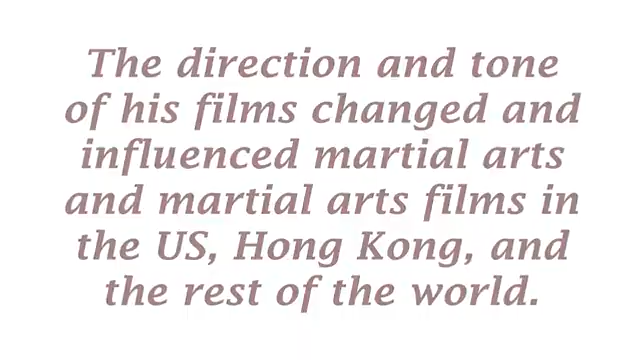 The direction and tone
of his films changed and
influenced martial arts
and martial arts films in
the US, Hong Kong, and
the rest of the world.